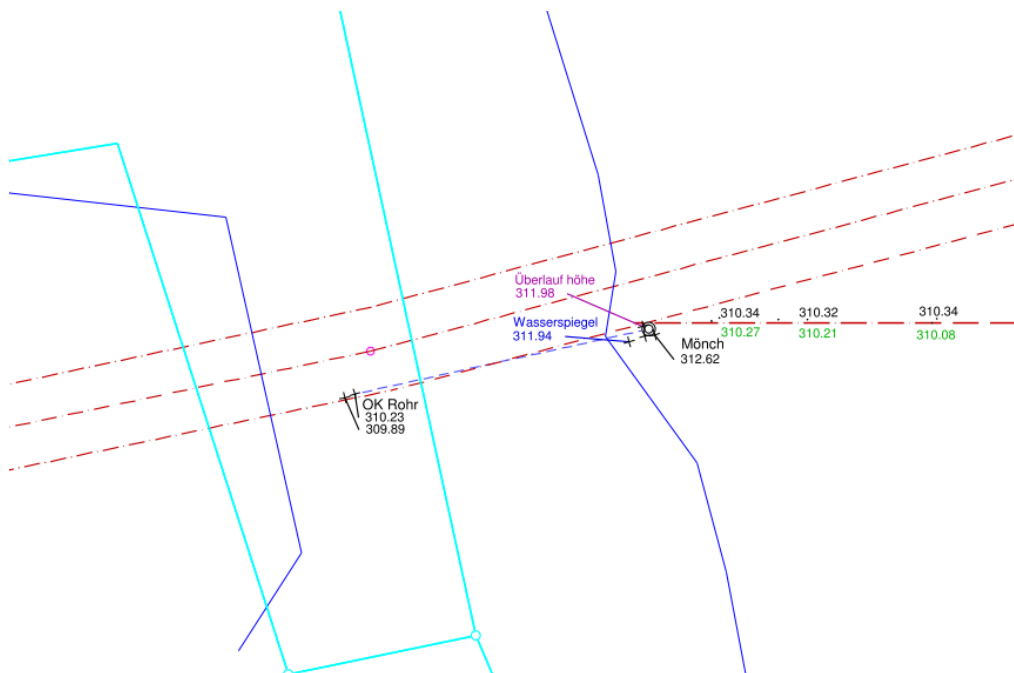 Überlauf höhe
311.98
Wasserspiegel
311.94
310.34
310.27
310.32
310.21
310.34
310.08
Mönch
312.62
OK Rohr
310.23
309.89